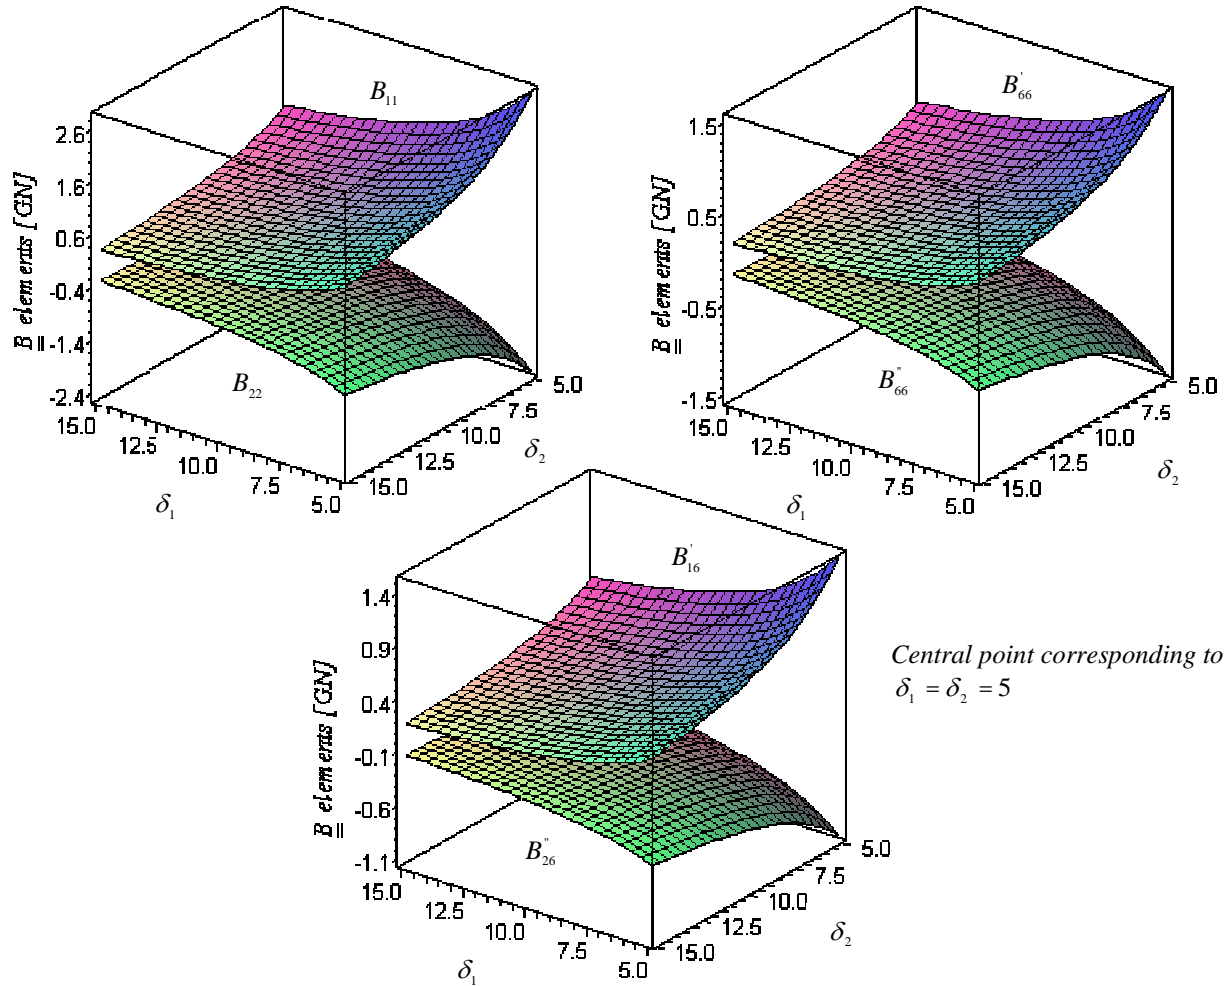 B₁₁
2.6
1.6
0.6
-0.4
-1.4
-2.4
B elements [GN]
B₂₂
15.0
12.5
10.0
7.5
5.0
δ₁
15.0
12.5
10.0
7.5
5.0
δ₂
B'₆₆
1.5
0.5
-0.5
-1.5
B elements [GN]
B"₆₆
15.0
12.5
10.0
7.5
5.0
δ₁
15.0
12.5
10.0
7.5
5.0
δ₂
B'₁₆
1.4
0.9
0.4
-0.1
-0.6
-1.1
B elements [GN]
B"₂₆
15.0
12.5
10.0
7.5
5.0
δ₁
15.0
12.5
10.0
7.5
5.0
δ₂
Central point corresponding to
δ₁ = δ₂ = 5